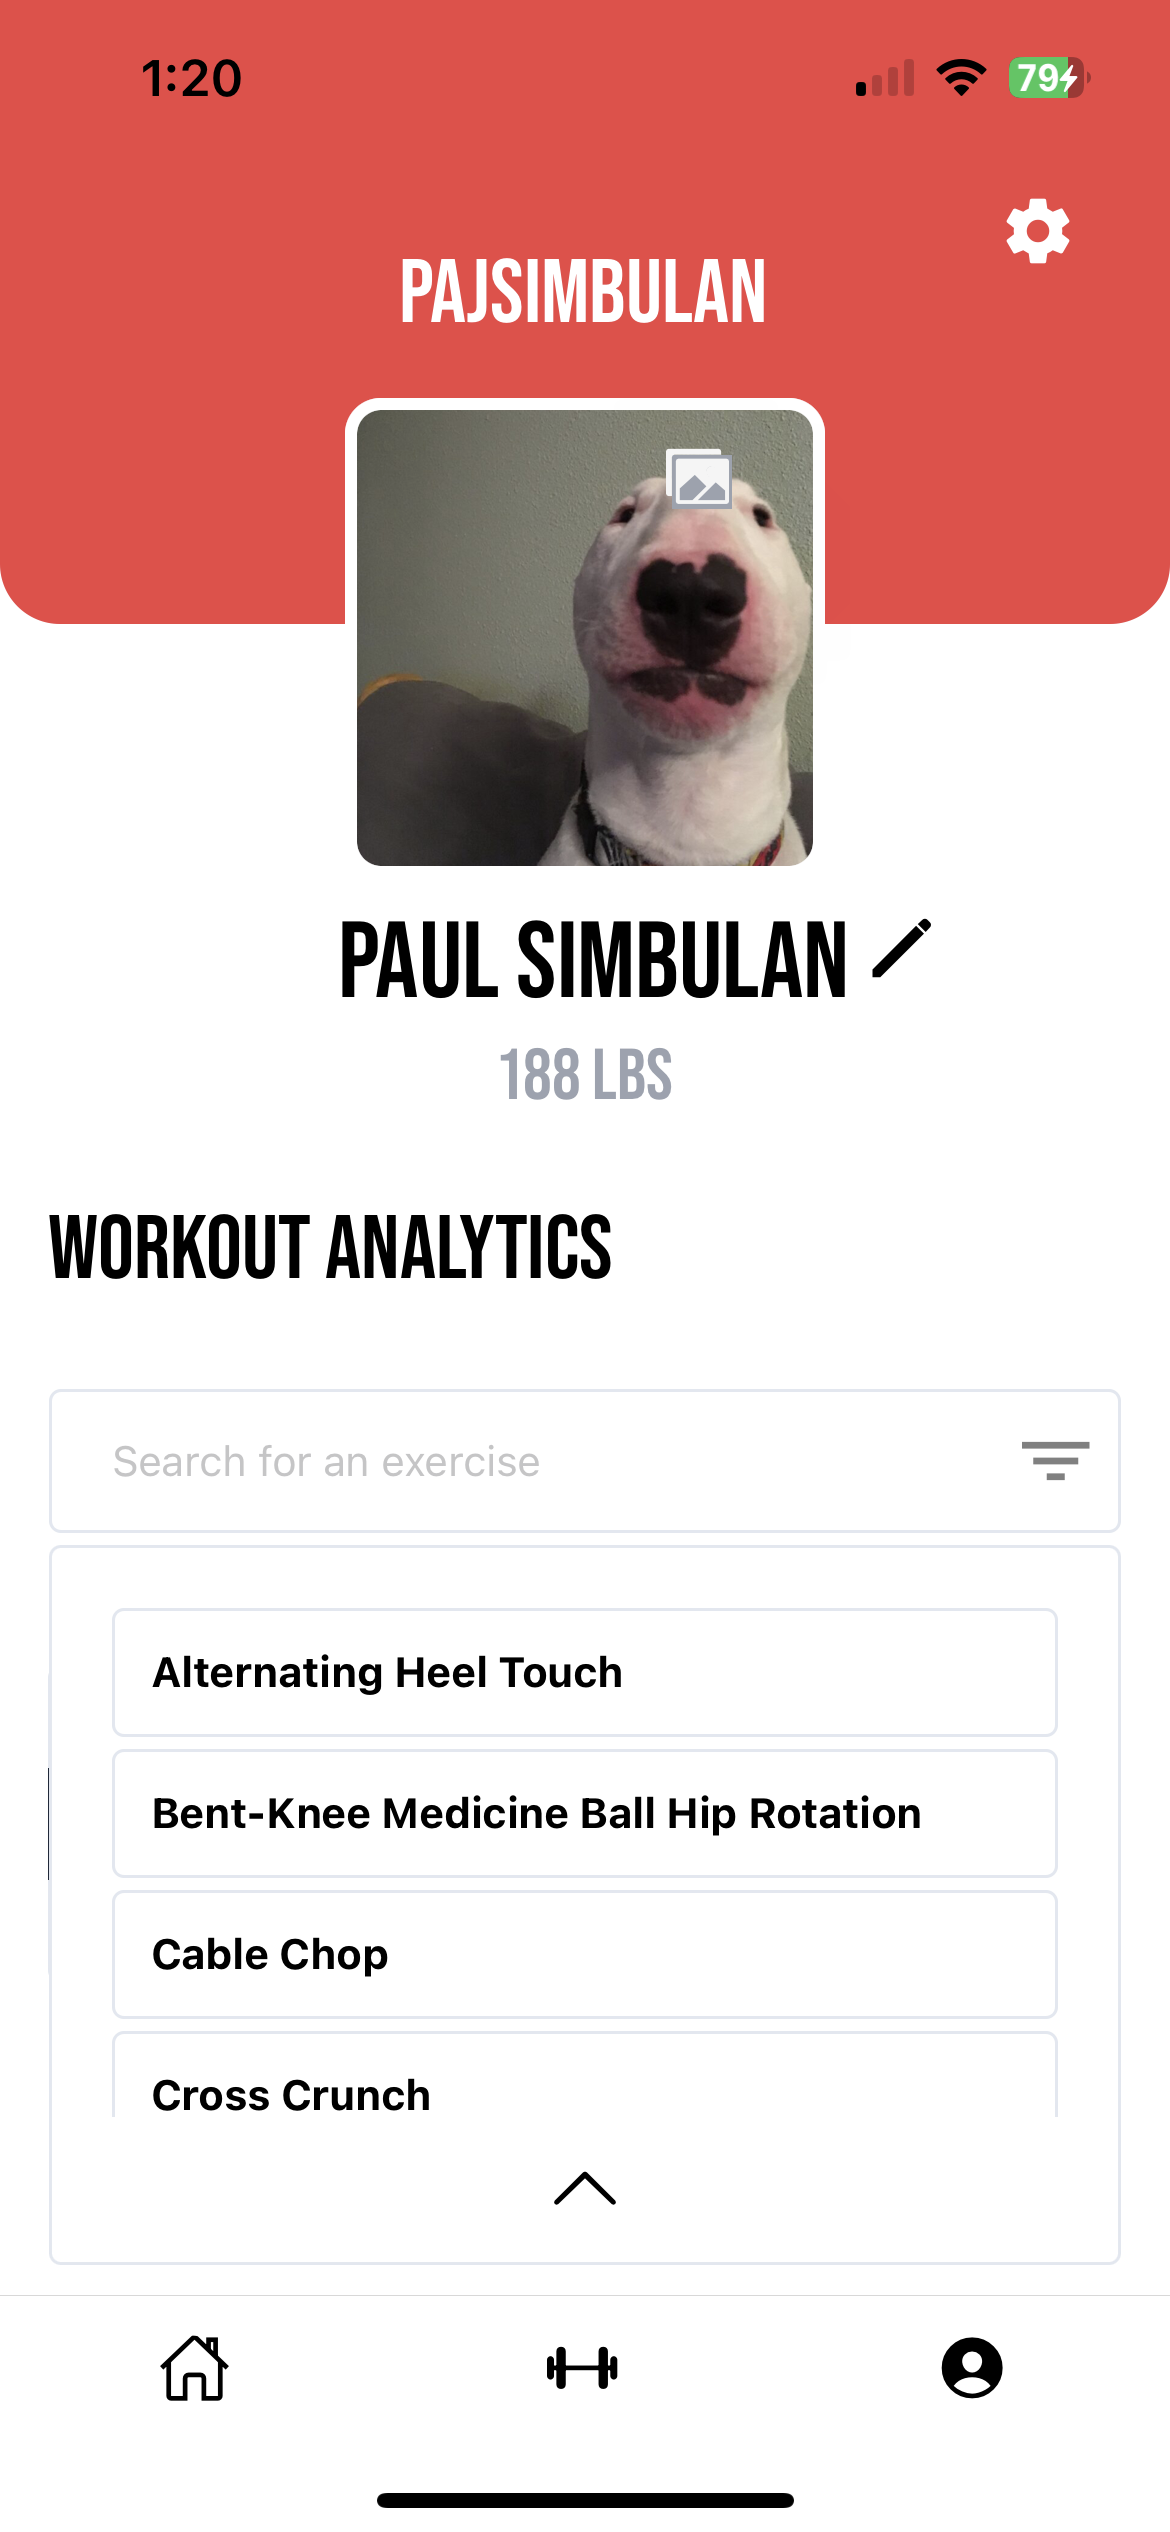 1:20
79
PAJSIMBULAN
PAUL SIMBULAN
188 LBS
WORKOUT ANALYTICS
Search for an exercise
Alternating Heel Touch
Bent-Knee Medicine Ball Hip Rotation
Cable Chop
Cross Crunch